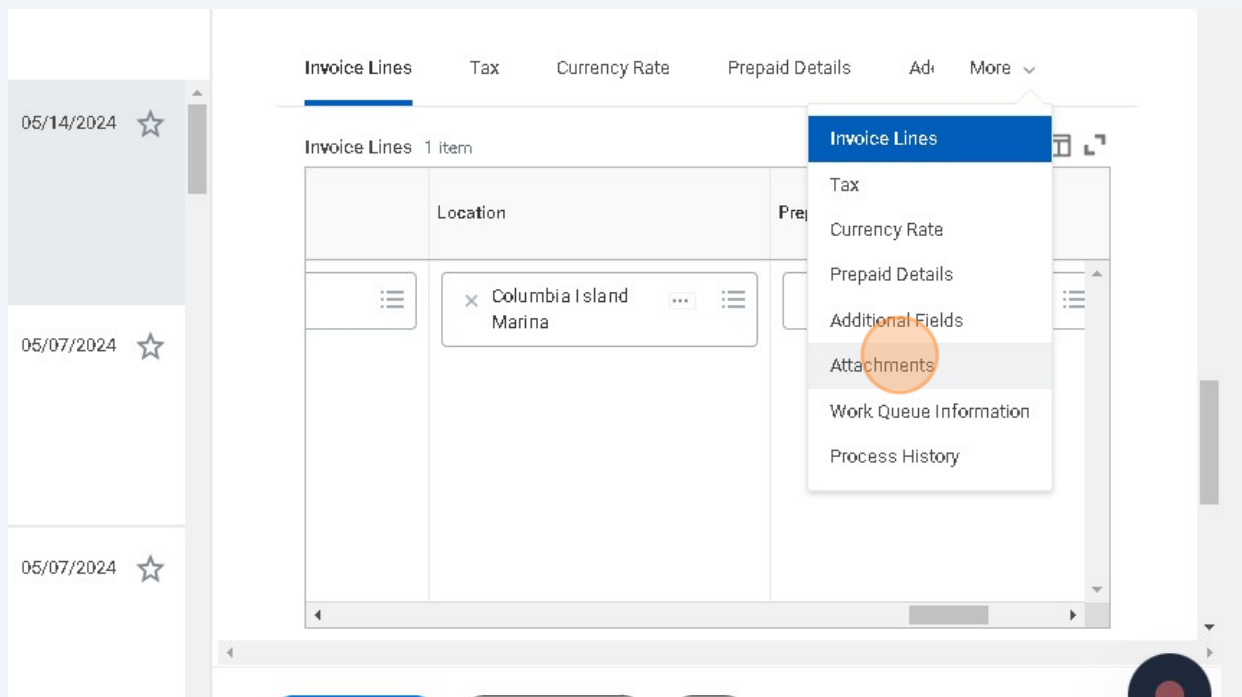 Invoice Lines Tax Currency Rate Prepaid Details Ad More
05/14/2024
Invoice Lines
Invoice Lines 1 item
Tax
Location
Currency Rate
Prepaid Details
Columbia Island
Marina
Additional Fields
05/07/2024
Attachments
Work Queue Information
Process History
05/07/2024